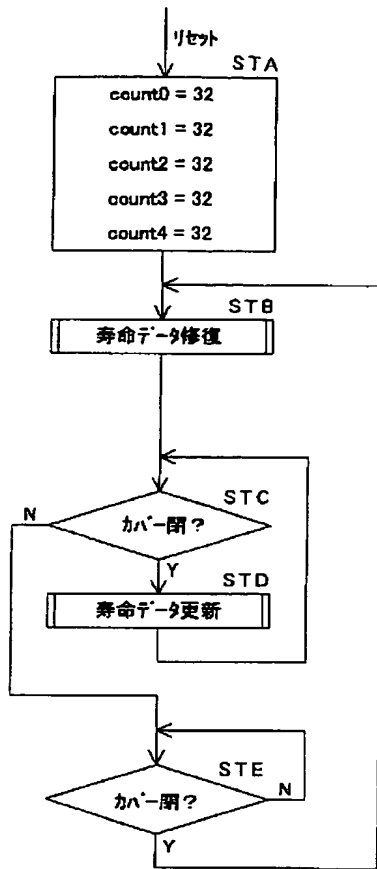 リセット
STA
count0 = 32
count1 = 32
count2 = 32
count3 = 32
count4 = 32
STB
寿命データ修復
STC
N
カバー閉?
Y
STD
寿命データ更新
STE
カバー閉?
N
Y